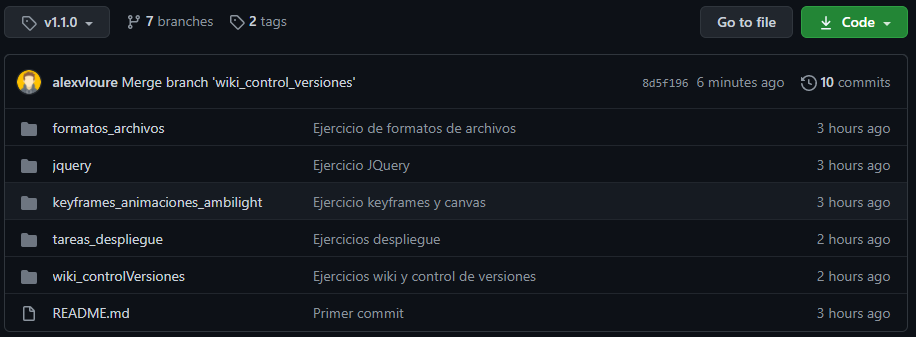 v1.1.0 7 branches 2 tags Go to file Code
alexvloure Merge branch 'wiki_control_versiones' 8d5f196 6 minutes ago 10 commits
formatos_archivos Ejercicio de formatos de archivos 3 hours ago
jquery Ejercicio JQuery 3 hours ago
keyframes_animaciones_ambilight Ejercicio keyframes y canvas 3 hours ago
tareas_despliegue Ejercicios despliegue 2 hours ago
wiki_controlVersiones Ejercicios wiki y control de versiones 2 hours ago
README.md Primer commit 3 hours ago